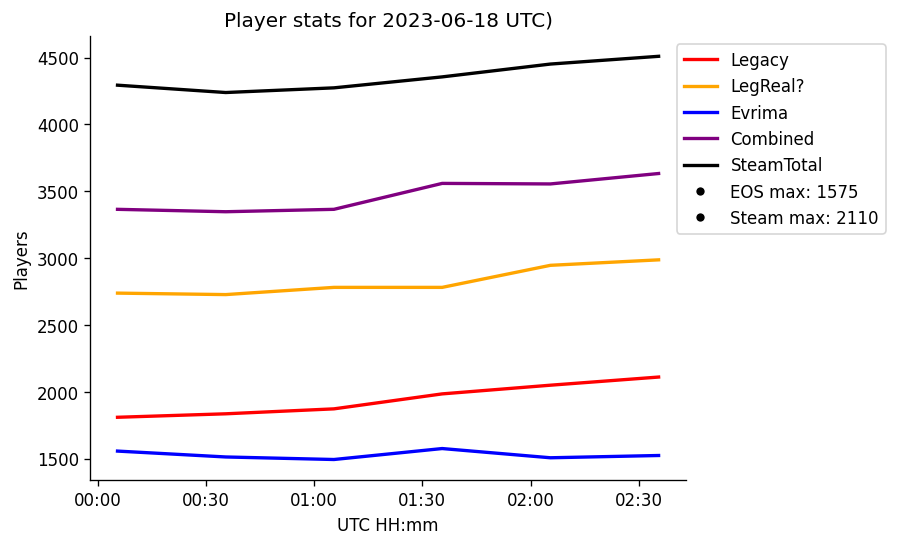 Player stats for 2023-06-18 UTC)
4500
4000
3500
3000
2500
2000
1500
Players
00:00
00:30
01:00
01:30
02:00
02:30
UTC HH:mm
Legacy
LegReal?
Evrima
Combined
SteamTotal
EOS max: 1575
Steam max: 2110